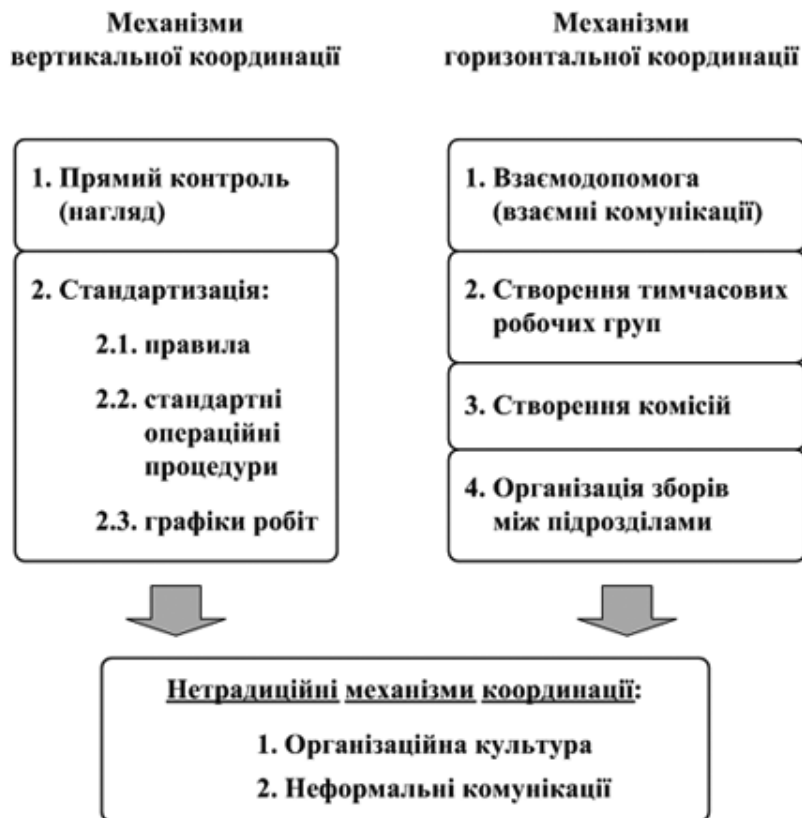 Механізми
вертикальної координації
1. Прямий контроль
(нагляд)
2. Стандартизація:
2.1. правила
2.2. стандартні
операційні
процедури
2.3. графіки робіт
Механізми
горизонтальної координації
1. Взаємодопомога
(взаємні комунікації)
2. Створення тимчасових
робочих груп
3. Створення комісій
4. Організація зборів
між підрозділами
Нетрадиційні механізми координації:
1. Організаційна культура
2. Неформальні комунікації